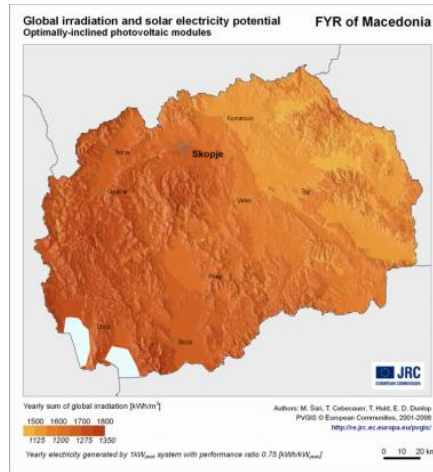 Global irradiation and solar electricity potential
Optimally-inclined photovoltaic modules
FYR of Macedonia
Kumanovo
Tetovo
Skopje
Gostivar
Stip
Veles
Prilep
Ohrid
Bitola
JRC
EUROPEAN COMMISSION
Yearly sum of global irradiation [kWh/m²]
1500 1600 1700 1800
1125 1200 1275 1350
Yearly electricity generated by 1kWpeak system with performance ratio 0.75 [kWh/kWpeak]
Authors: M. Šúri, T. Cebecauer, T. Huld, E. D. Dunlop
PVGIS © European Communities, 2001-2008
http://re.jrc.ec.europa.eu/pvgis/
0 10 20 km